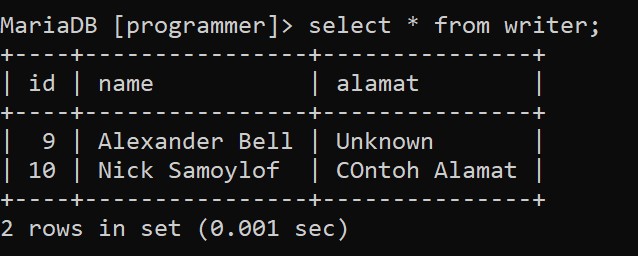 MariaDB [programmer]> select * from writer;
+----+----------------+---------------+
| id | name           | alamat        |
+----+----------------+---------------+
|  9 | Alexander Bell | Unknown       |
| 10 | Nick Samoylof  | COntoh Alamat |
+----+----------------+---------------+
2 rows in set (0.001 sec)